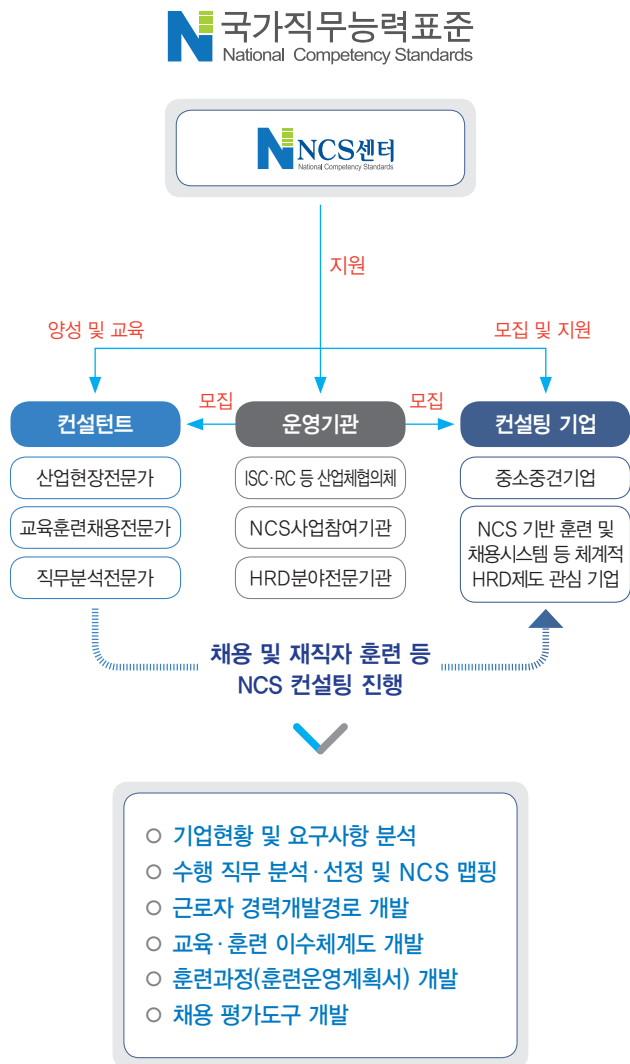 국가직무능력표준
National Competency Standards
NCS센터
National Competency Standards
지원
양성 및 교육
모집 및 지원
컨설턴트
모집
운영기관
모집
컨설팅 기업
산업현장전문가
교육훈련채용전문가
직무분석전문가
ISC·RC 등 산업체협의체
NCS사업참여기관
HRD분야전문기관
중소중견기업
NCS 기반 훈련 및
채용시스템 등 체계적
HRD제도 관심 기업
채용 및 재직자 훈련 등
NCS 컨설팅 진행
기업현황 및 요구사항 분석
수행 직무 분석·선정 및 NCS 맵핑
근로자 경력개발경로 개발
교육·훈련 이수체계도 개발
훈련과정(훈련운영계획서) 개발
채용 평가도구 개발